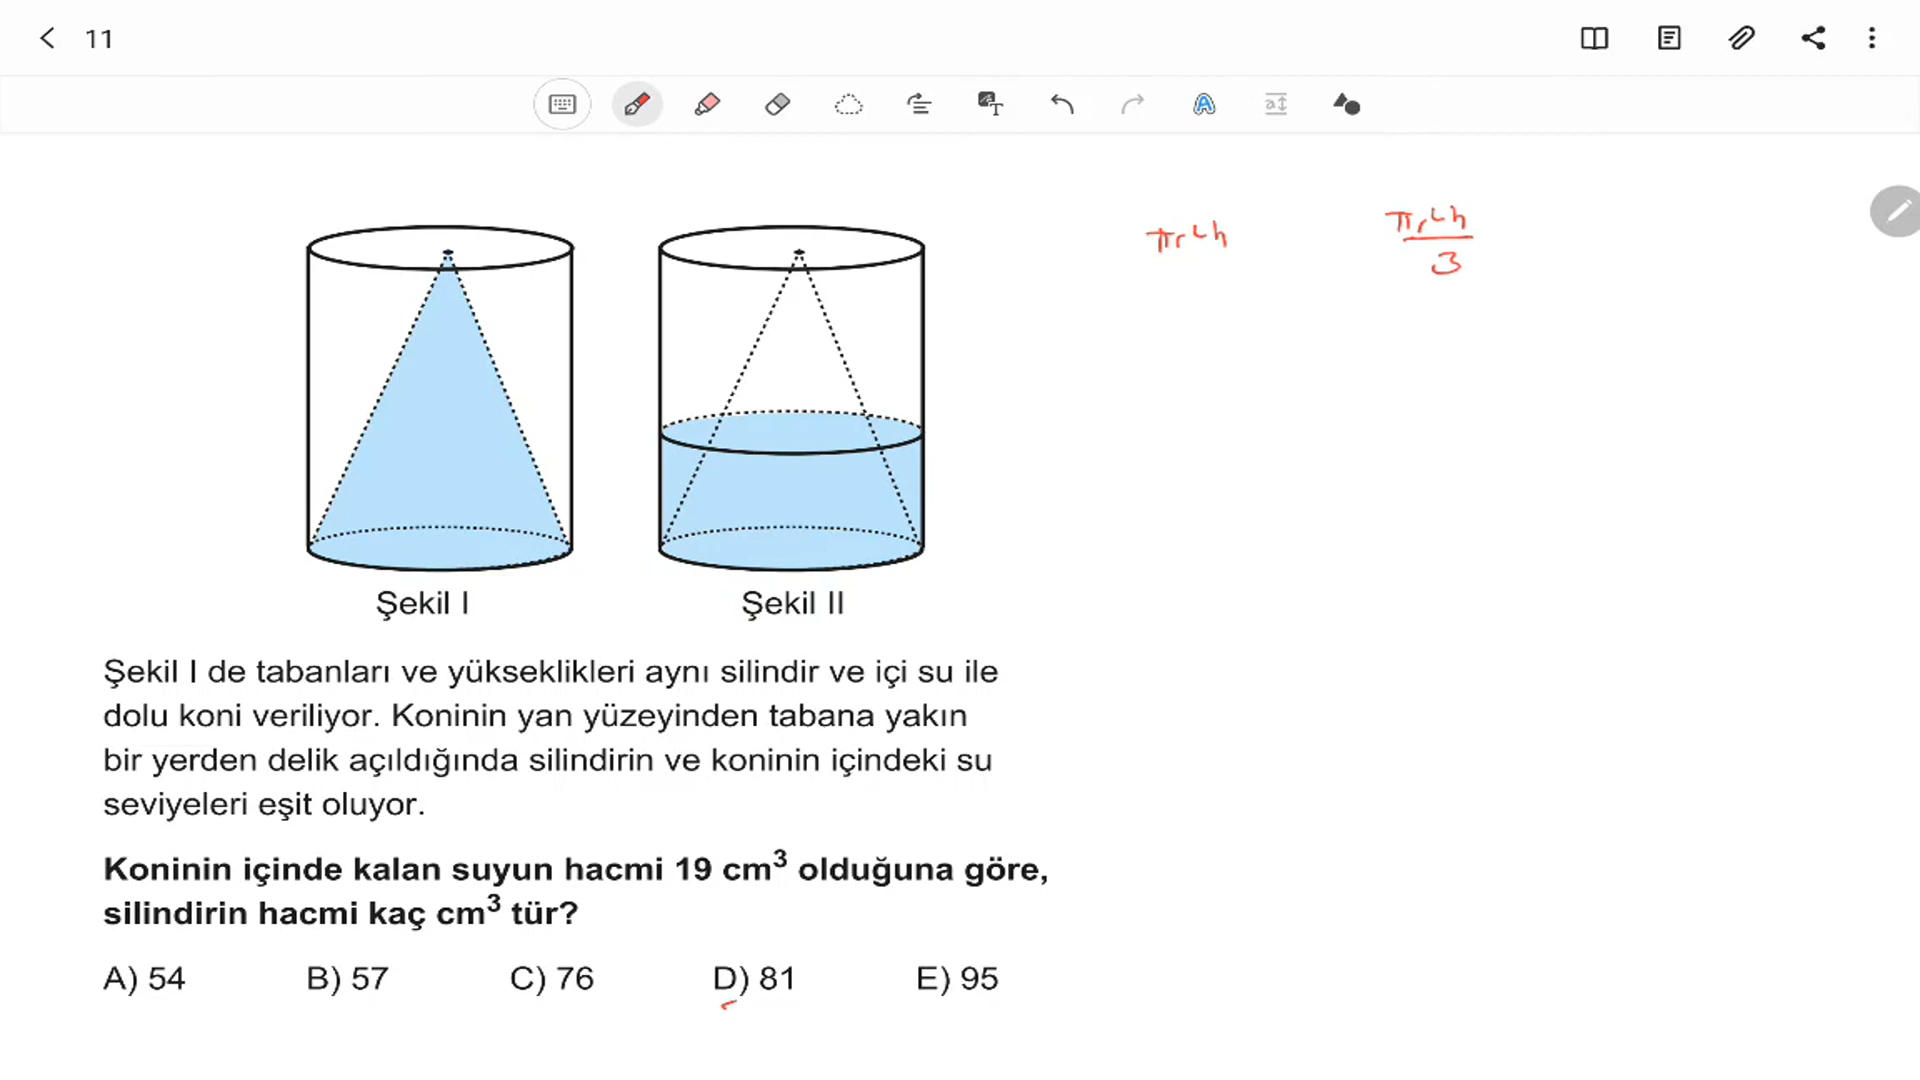 11
πr²h
πr²h
3
Şekil I
Şekil II
Şekil I de tabanları ve yükseklikleri aynı silindir ve içi su ile
dolu koni veriliyor. Koninin yan yüzeyinden tabana yakın
bir yerden delik açıldığında silindirin ve koninin içindeki su
seviyeleri eşit oluyor.
Koninin içinde kalan suyun hacmi 19 cm³ olduğuna göre,
silindirin hacmi kaç cm³ tür?
A) 54 B) 57 C) 76 D) 81 E) 95